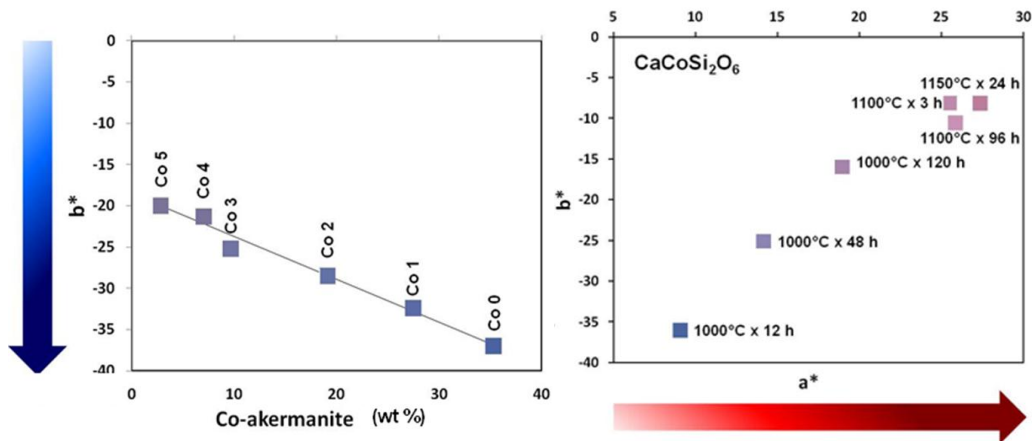 0
-5
-10
-15
-20
-25
-30
-35
-40
b*
Co 5
Co 4
Co 3
Co 2
Co 1
Co 0
0 10 20 30 40
Co-akermanite (wt %)
5 10 15 20 25 30
0
-5
-10
-15
-20
-25
-30
-35
-40
b*
CaCoSi₂O₆
1150°C x 24 h
1100°C x 3 h
1100°C x 96 h
1000°C x 120 h
1000°C x 48 h
1000°C x 12 h
a*